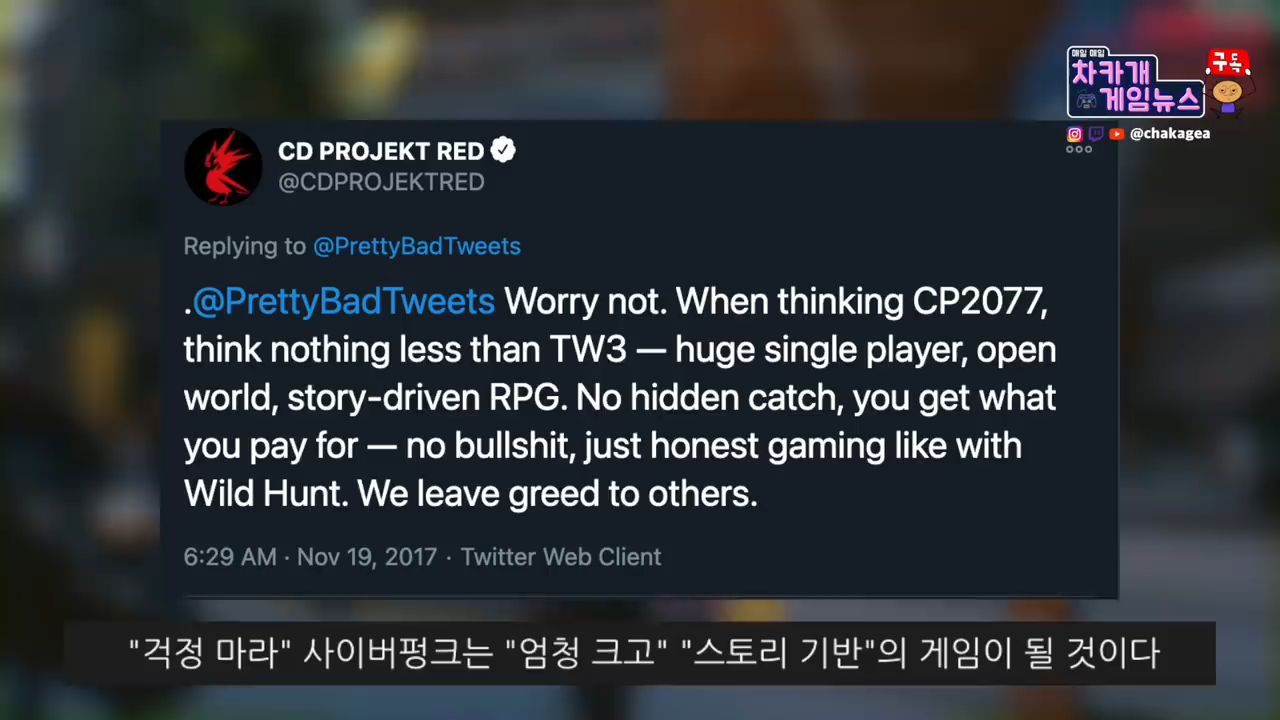 매일 매일
차카개
게임뉴스
구독
@chakagea
CD PROJEKT RED
@CDPROJEKTRED
Replying to @PrettyBadTweets
.@PrettyBadTweets Worry not. When thinking CP2077,
think nothing less than TW3 — huge single player, open
world, story-driven RPG. No hidden catch, you get what
you pay for — no bullshit, just honest gaming like with
Wild Hunt. We leave greed to others.
6:29 AM · Nov 19, 2017 · Twitter Web Client
"걱정 마라" 사이버펑크는 "엄청 크고" "스토리 기반"의 게임이 될 것이다